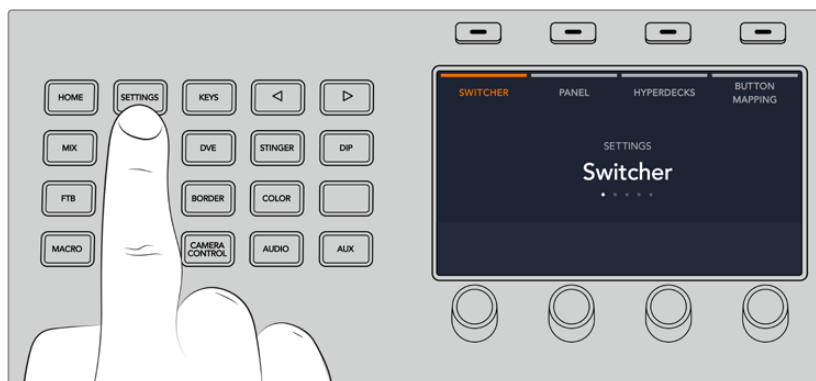 HOME
SETTINGS
KEYS
MIX
DVE
STINGER
DIP
FTB
BORDER
COLOR
MACRO
CAMERA
CONTROL
AUDIO
AUX
SWITCHER
PANEL
HYPERDECKS
BUTTON
MAPPING
SETTINGS
Switcher